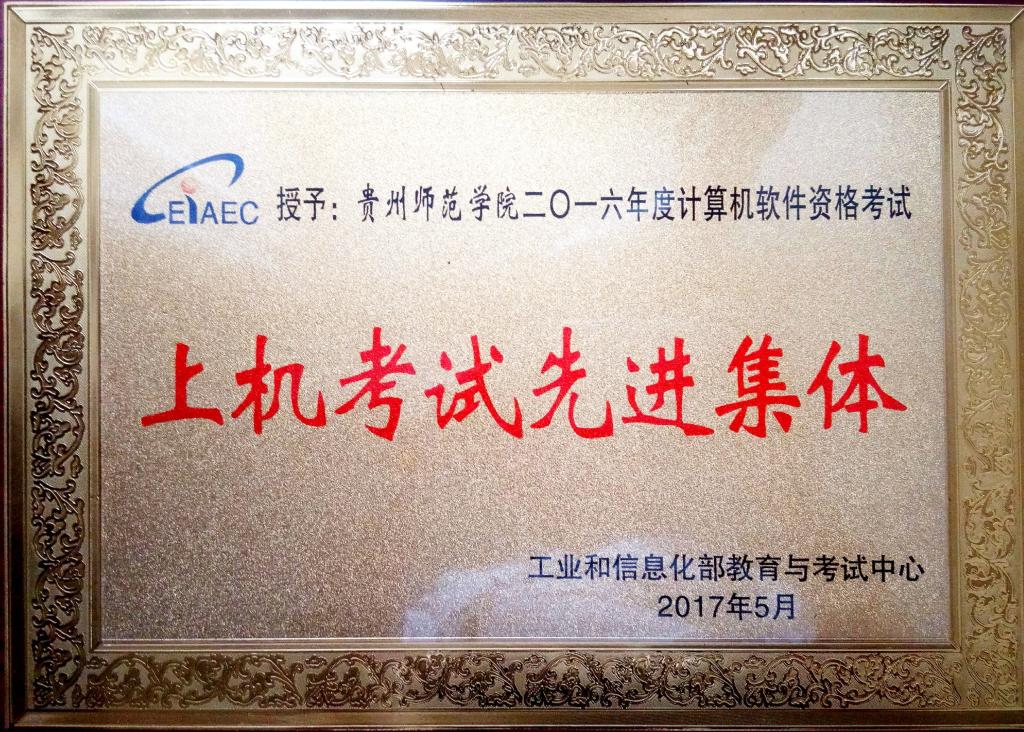 CEIAEC 授予：贵州师范学院二〇一六年度计算机软件资格考试
上机考试先进集体
工业和信息化部教育与考试中心
2017年5月